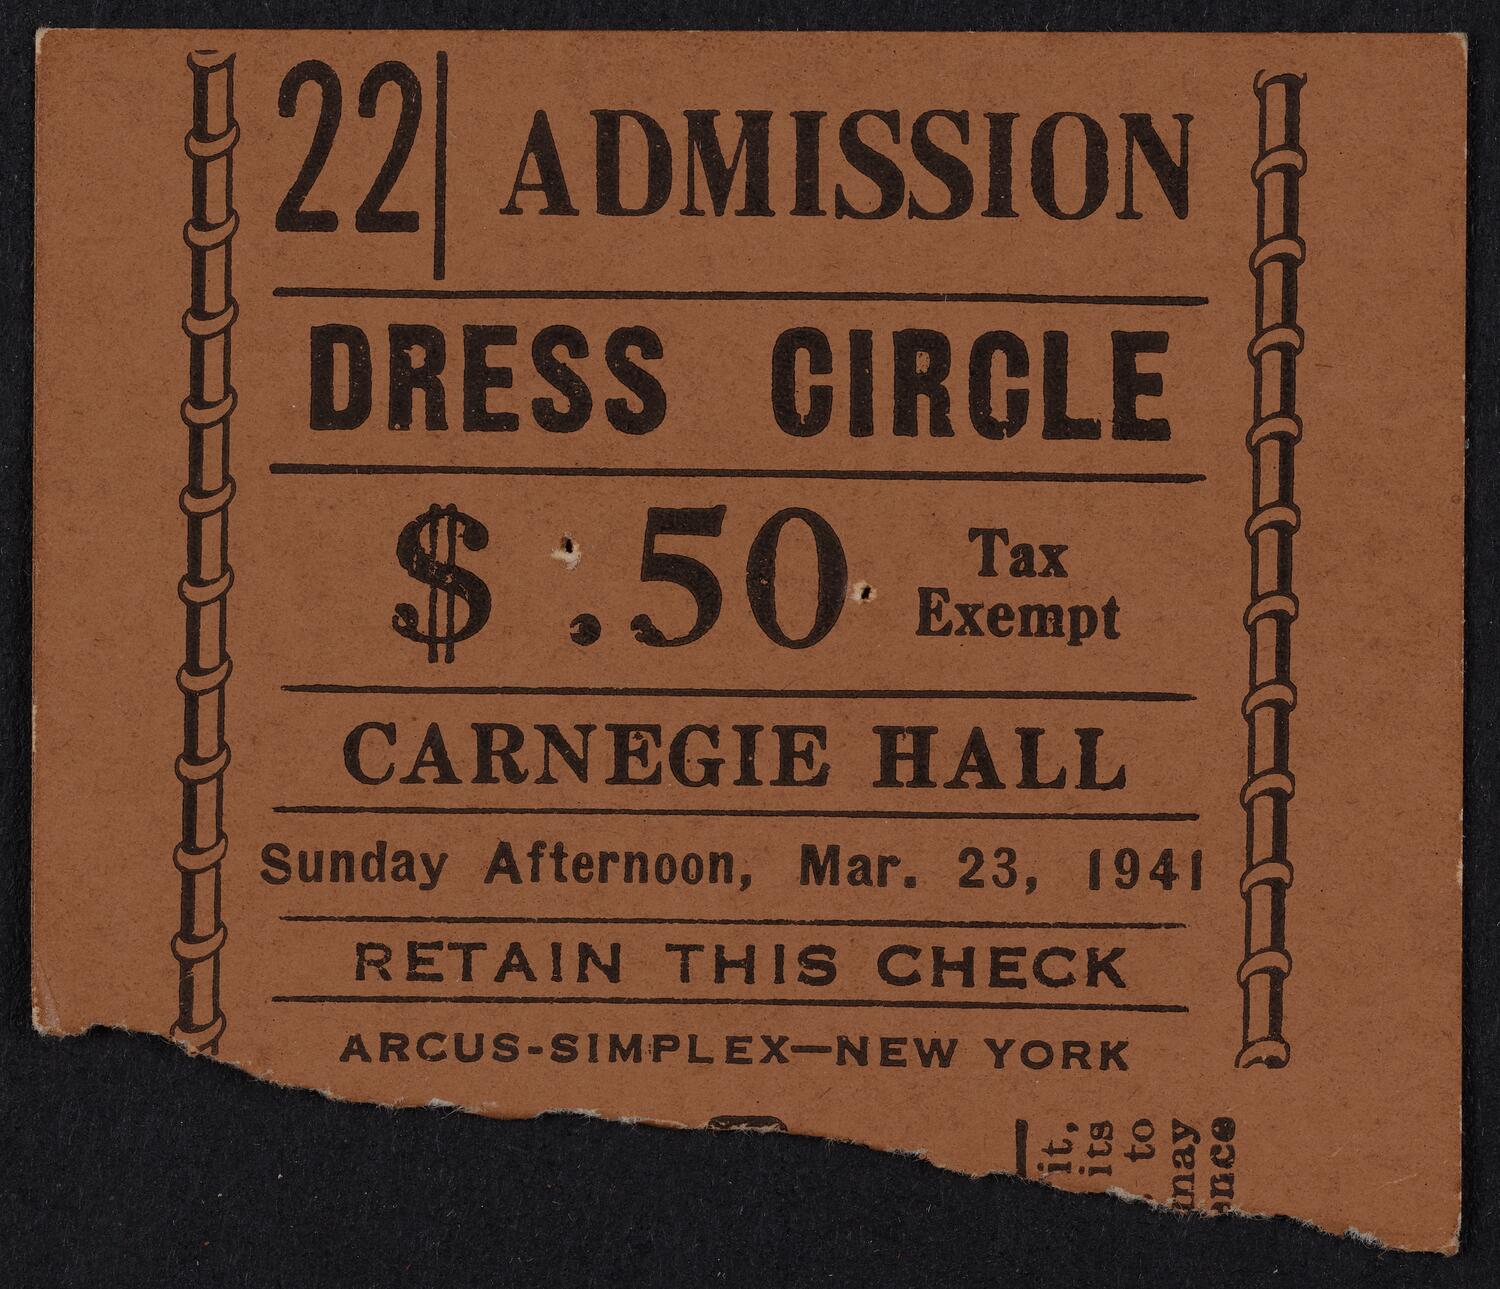 22 ADMISSION
DRESS CIRCLE
$ .50 Tax
Exempt
CARNEGIE HALL
Sunday Afternoon, Mar. 23, 1941
RETAIN THIS CHECK
ARCUS-SIMPLEX—NEW YORK
it,
its
to
may